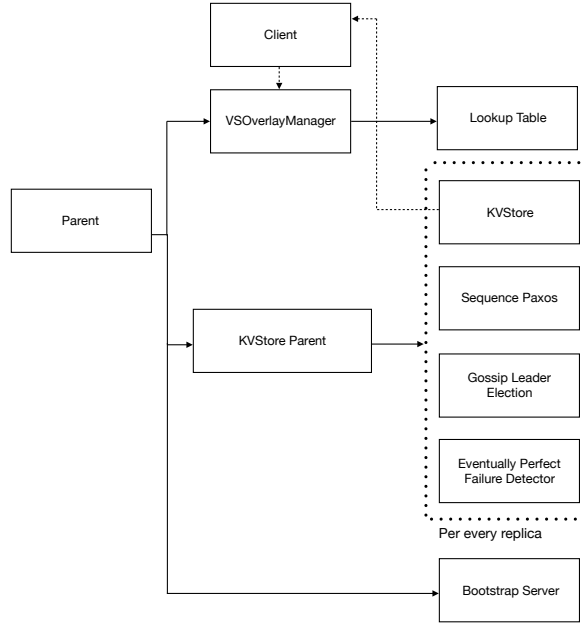 Client
VSOverlayManager
Lookup Table
Parent
KVStore
Sequence Paxos
KVStore Parent
Gossip Leader
Election
Eventually Perfect
Failure Detector
Per every replica
Bootstrap Server